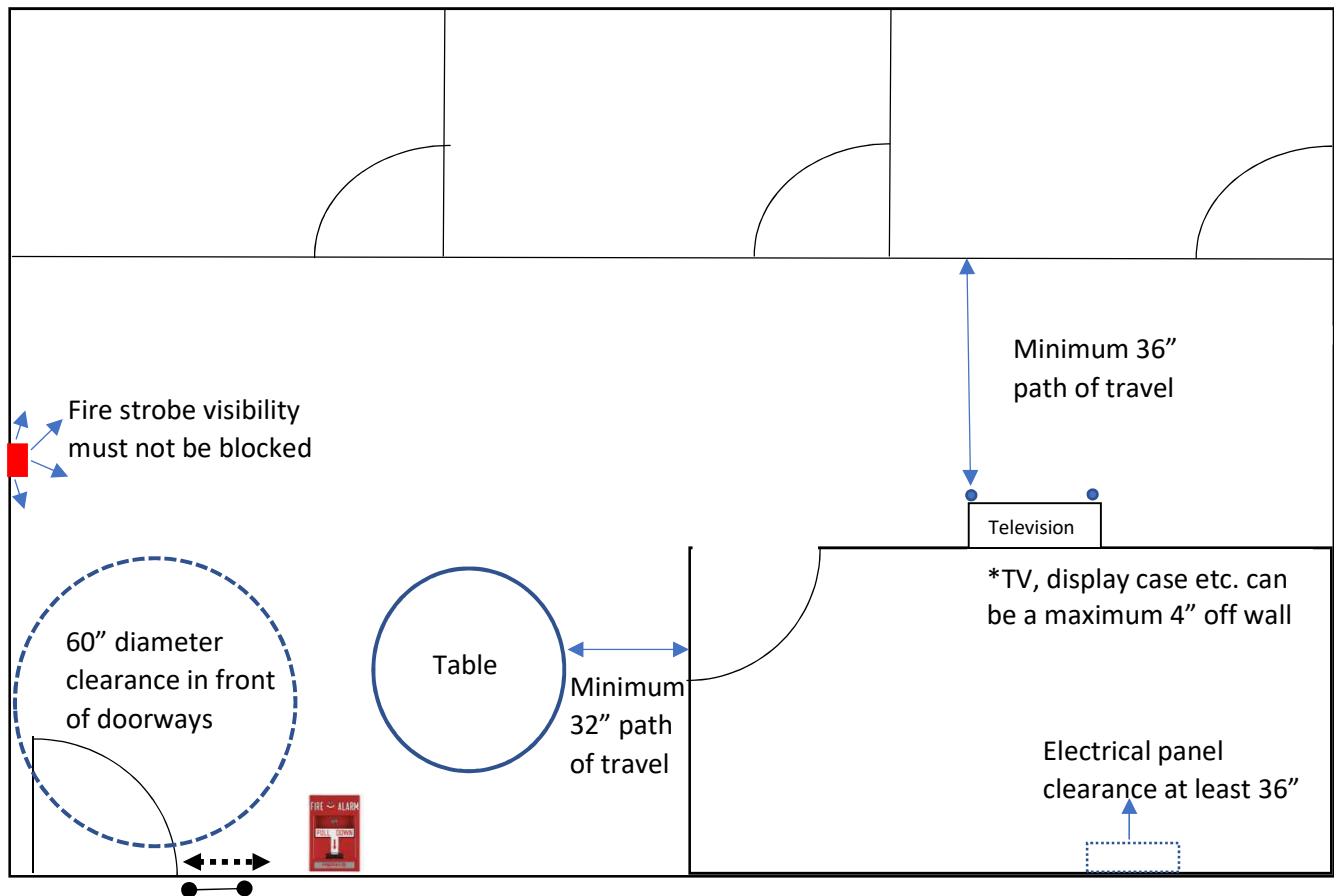 Minimum 36”
path of travel
Fire strobe visibility
must not be blocked
Television
*TV, display case etc. can
be a maximum 4” off wall
60” diameter
clearance in front
of doorways
Table
Minimum
32” path
of travel
Electrical panel
clearance at least 36”
FIRE ALARM
PULL DOWN